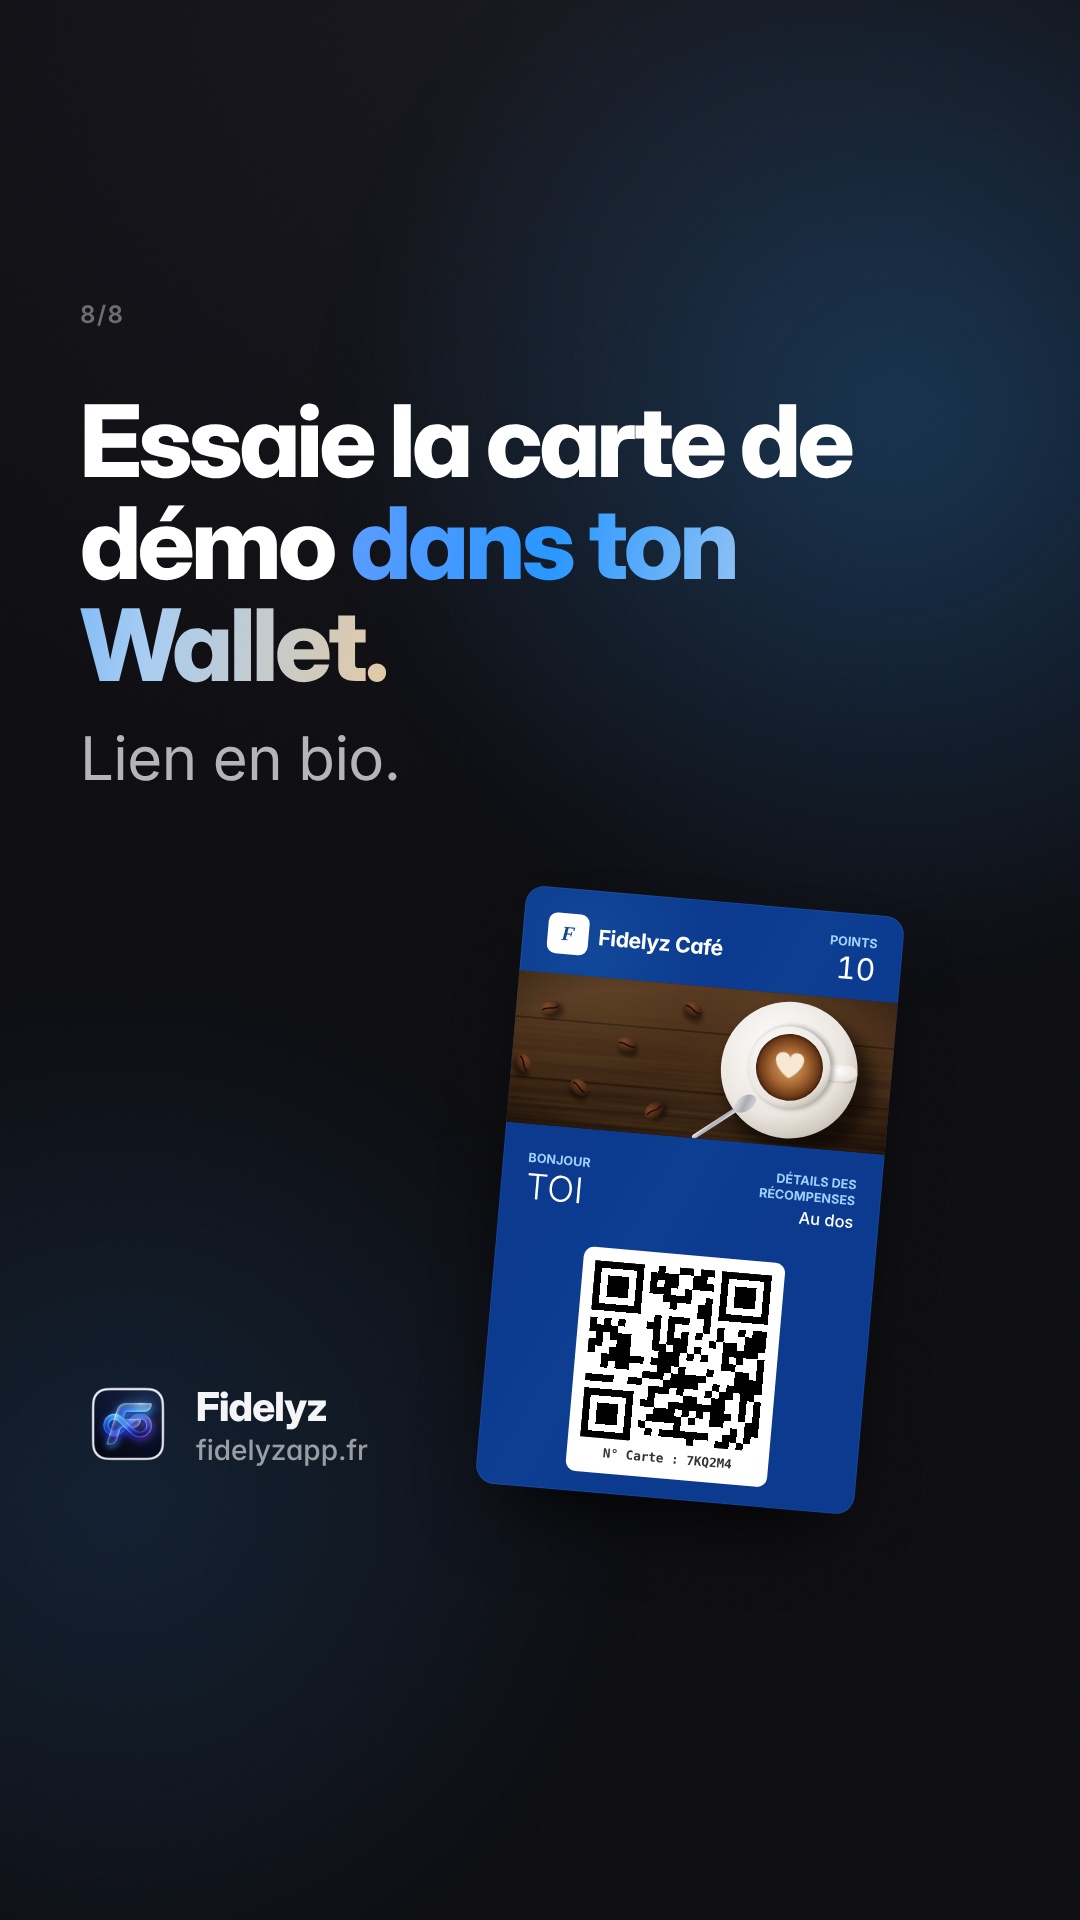 8/8
Essaie la carte de
démo dans ton
Wallet.
Lien en bio.
F
Fidelyz Café
POINTS
10
BONJOUR
TOI
DÉTAILS DES
RÉCOMPENSES
Au dos
N° Carte : 7KQ2M4
Fidelyz
fidelyzapp.fr